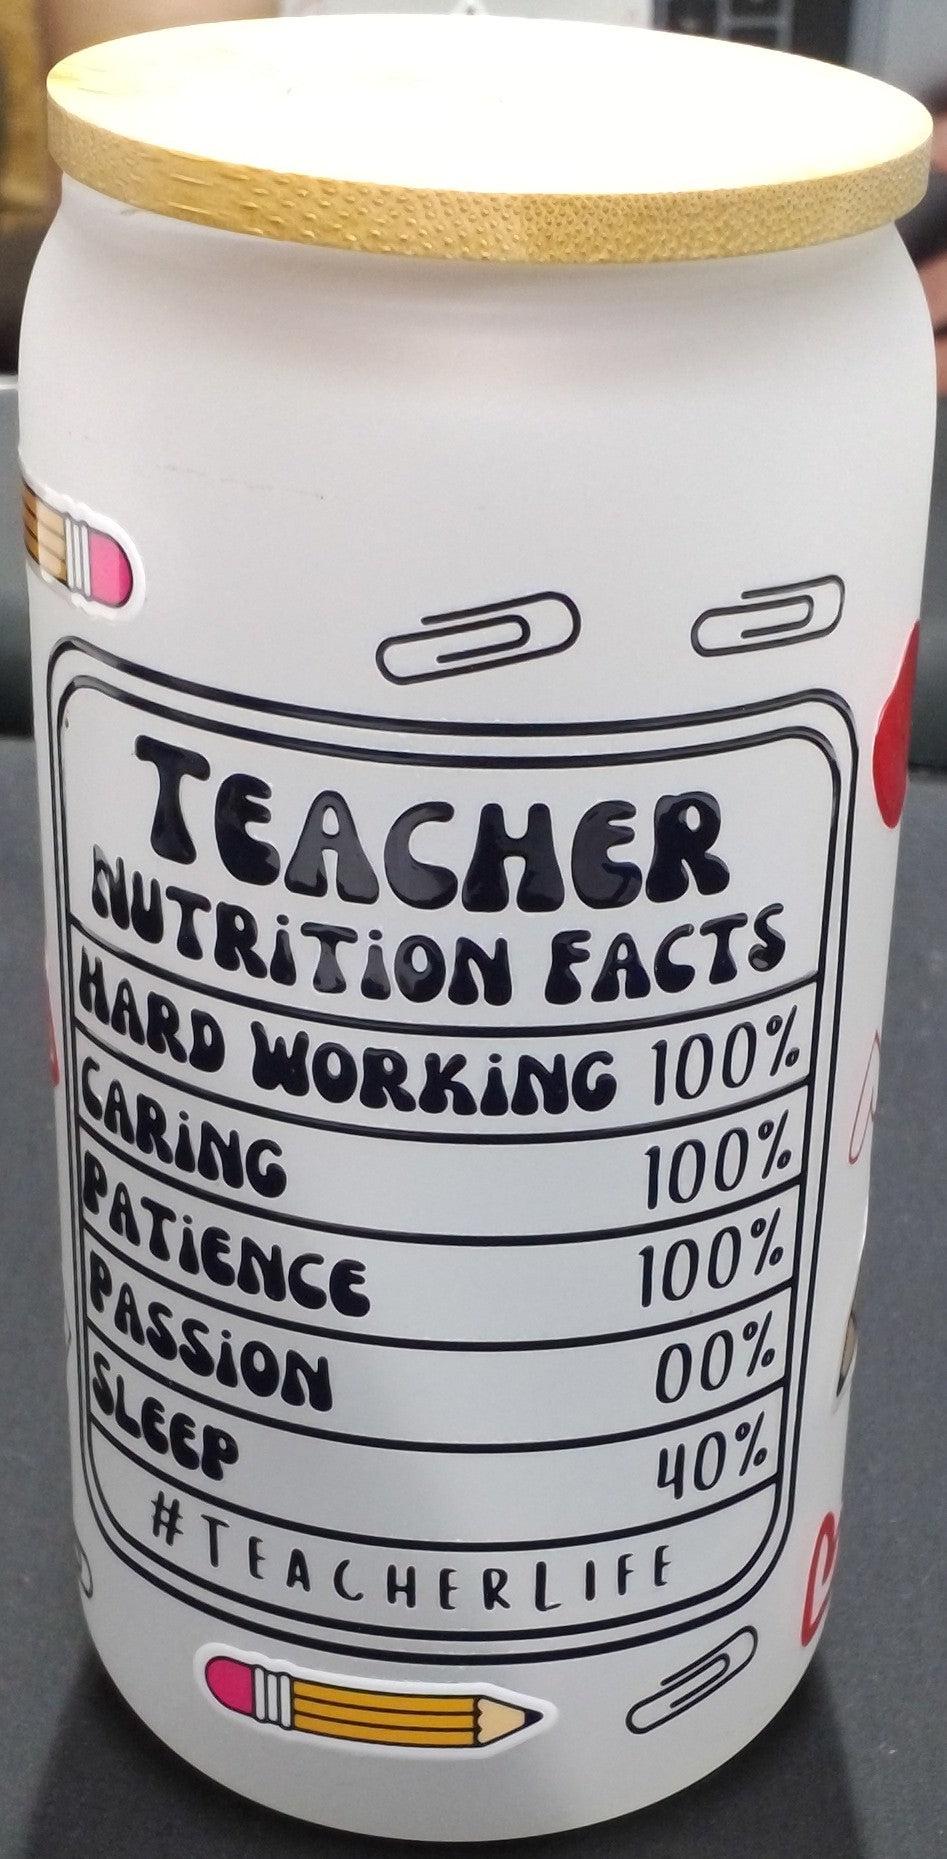 TEACHER
NUTRITION FACTS
HARD WORKING 100%
CARING 100%
PATIENCE 100%
PASSION 00%
SLEEP 40%
#TEACHERLIFE